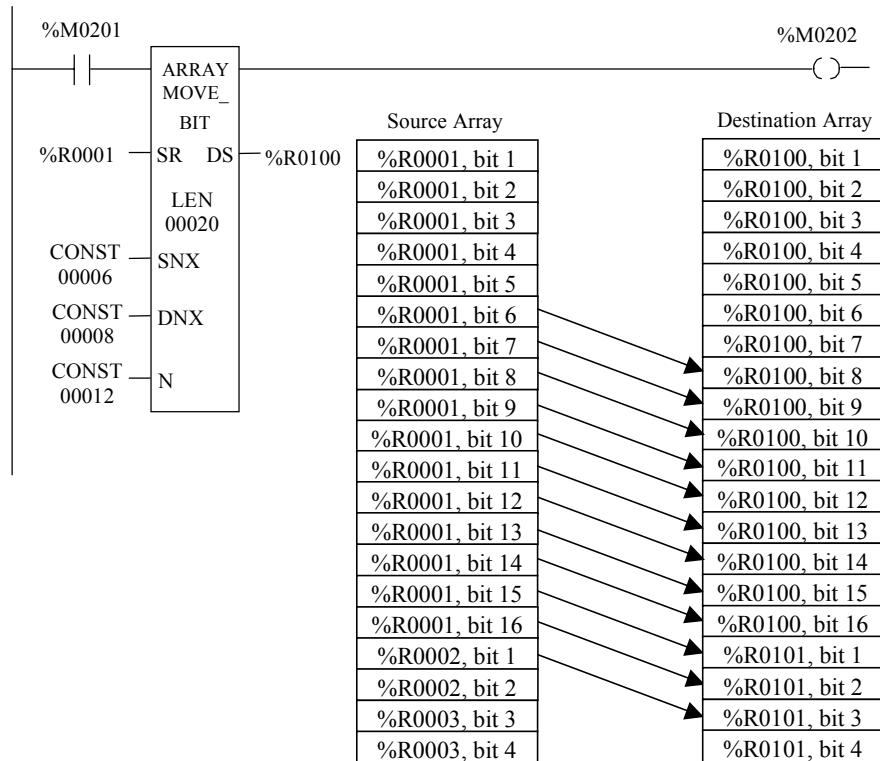 %M0201
%M0202
ARRAY
MOVE_
BIT
%R0001
SR DS
%R0100
LEN
00020
CONST
00006
SNX
CONST
00008
DNX
CONST
00012
N
Source Array
%R0001, bit 1
%R0001, bit 2
%R0001, bit 3
%R0001, bit 4
%R0001, bit 5
%R0001, bit 6
%R0001, bit 7
%R0001, bit 8
%R0001, bit 9
%R0001, bit 10
%R0001, bit 11
%R0001, bit 12
%R0001, bit 13
%R0001, bit 14
%R0001, bit 15
%R0001, bit 16
%R0002, bit 1
%R0002, bit 2
%R0003, bit 3
%R0003, bit 4
Destination Array
%R0100, bit 1
%R0100, bit 2
%R0100, bit 3
%R0100, bit 4
%R0100, bit 5
%R0100, bit 6
%R0100, bit 7
%R0100, bit 8
%R0100, bit 9
%R0100, bit 10
%R0100, bit 11
%R0100, bit 12
%R0100, bit 13
%R0100, bit 14
%R0100, bit 15
%R0100, bit 16
%R0101, bit 1
%R0101, bit 2
%R0101, bit 3
%R0101, bit 4